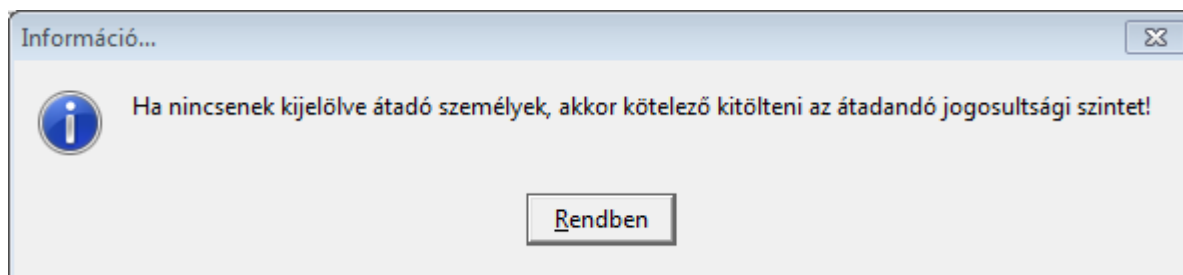 Információ...
Ha nincsenek kijelölve átadó személyek, akkor kötelező kitölteni az átadandó jogosultsági szintet!
Rendben